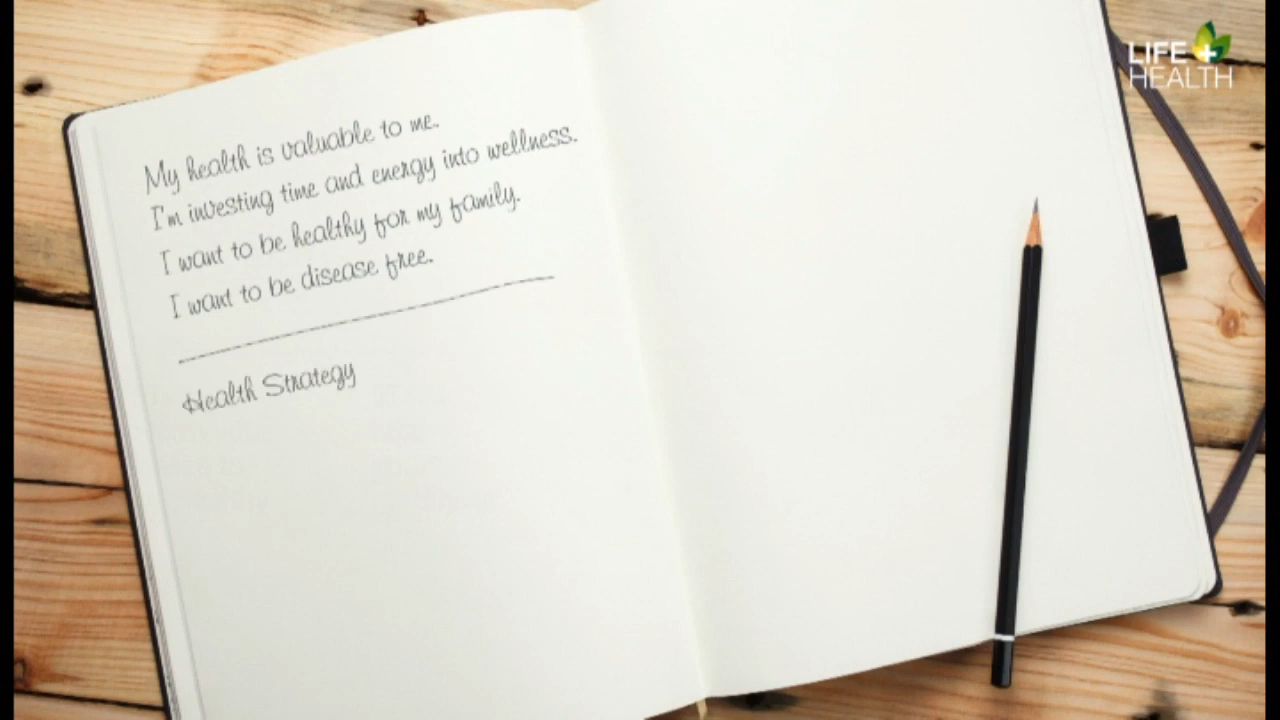 LIFE +
HEALTH
My health is valuable to me.
I'm investing time and energy into wellness.
I want to be healthy for my family.
I want to be disease free.
Health Strategy